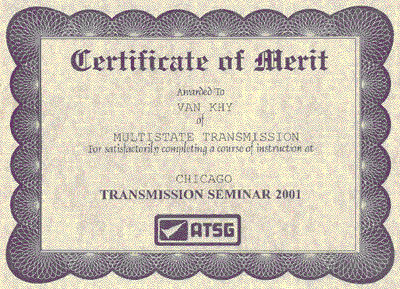 Certificate of Merit
Awarded To
VAN KHY
of
MULTISTATE TRANSMISSION
For satisfactorily completing a course of instruction at
CHICAGO
TRANSMISSION SEMINAR 2001
ATSG